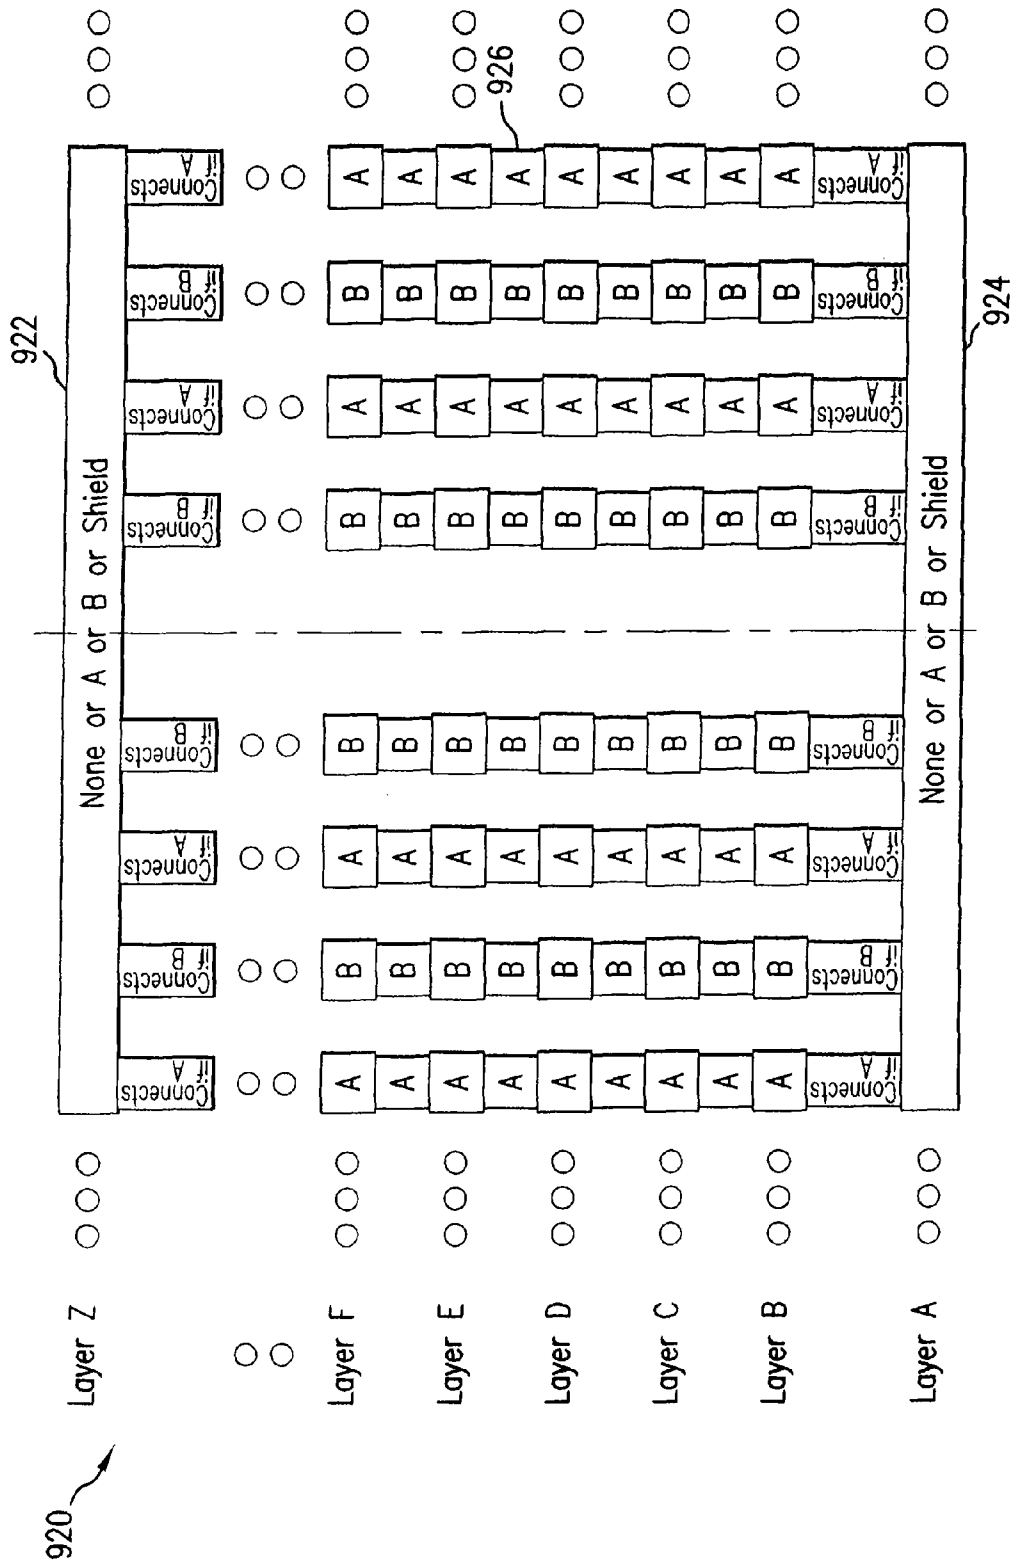 920
922
Layer Z
None or A or B or Shield
Connects if A
Connects if B
Connects if A
Connects if B
Connects if B
Connects if A
Connects if B
Connects if A
Layer F A B A B B A B A
A B A B B A B A
Layer E A B A B B A B A
A B A B B A B A
926
Layer D A B A B B A B A
A B A B B A B A
Layer C A B A B B A B A
A B A B B A B A
Layer B A B A B B A B A
Connects if A
Connects if B
Connects if A
Connects if B
Connects if B
Connects if A
Connects if B
Connects if A
Layer A
None or A or B or Shield
924